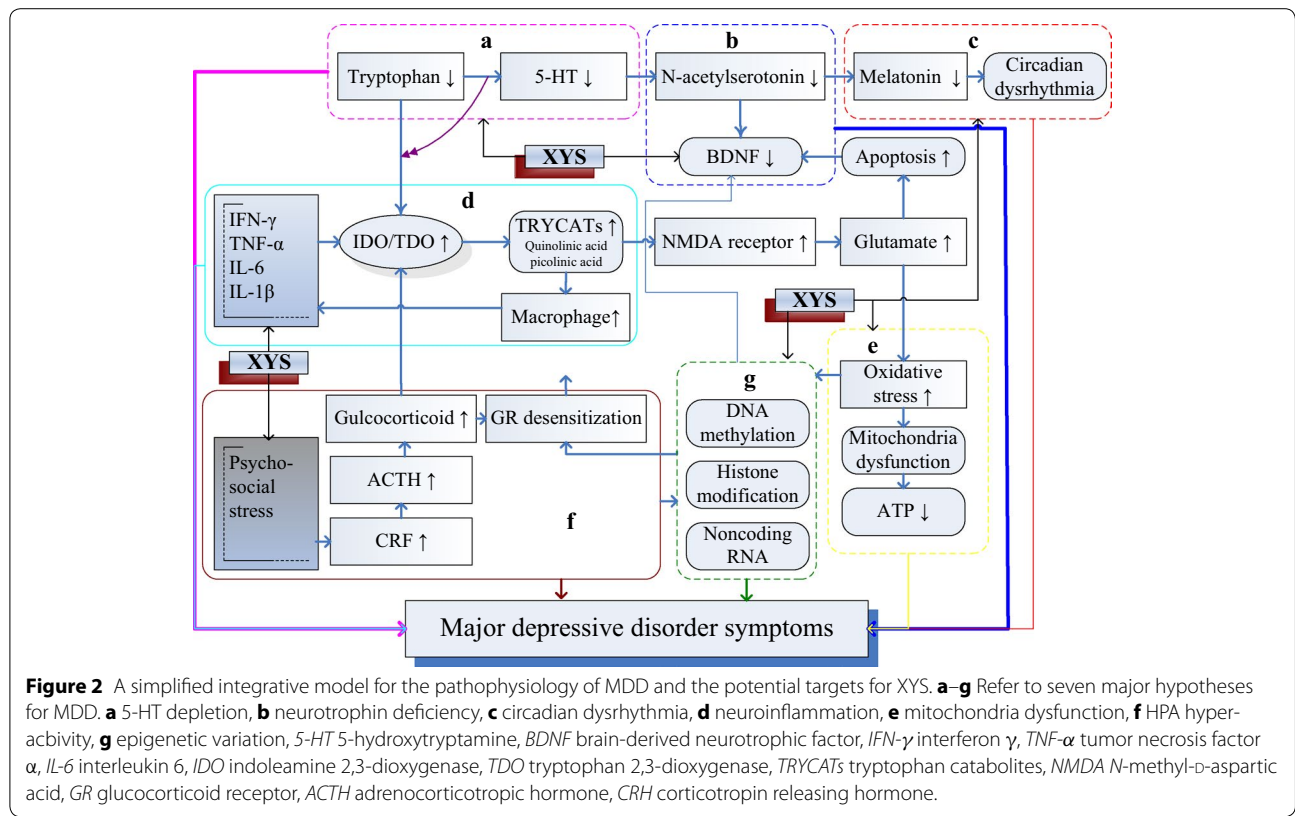 a
b
c
Tryptophan ↓
5-HT ↓
N-acetylserotonin ↓
Melatonin ↓
Circadian
dysrhythmia
XYS
BDNF ↓
Apoptosis ↑
d
IFN-γ
TNF-α
IL-6
IL-1β
IDO/TDO ↑
TRYCATs ↑
Quinolinic acid
picolinic acid
NMDA receptor ↑
Glutamate ↑
Macrophage↑
XYS
XYS
e
Oxidative
stress ↑
Mitochondria
dysfunction
ATP ↓
g
DNA
methylation
Histone
modification
Noncoding
RNA
Gulcocorticoid ↑
GR desensitization
Psycho-
social
stress
ACTH ↑
CRF ↑
f
Major depressive disorder symptoms
Figure 2 A simplified integrative model for the pathophysiology of MDD and the potential targets for XYS. a–g Refer to seven major hypotheses
for MDD. a 5-HT depletion, b neurotrophin deficiency, c circadian dysrhythmia, d neuroinflammation, e mitochondria dysfunction, f HPA hyper-
acbivity, g epigenetic variation, 5-HT 5-hydroxytryptamine, BDNF brain-derived neurotrophic factor, IFN-γ interferon γ, TNF-α tumor necrosis factor
α, IL-6 interleukin 6, IDO indoleamine 2,3-dioxygenase, TDO tryptophan 2,3-dioxygenase, TRYCATs tryptophan catabolites, NMDA N-methyl-D-aspartic
acid, GR glucocorticoid receptor, ACTH adrenocorticotropic hormone, CRH corticotropin releasing hormone.